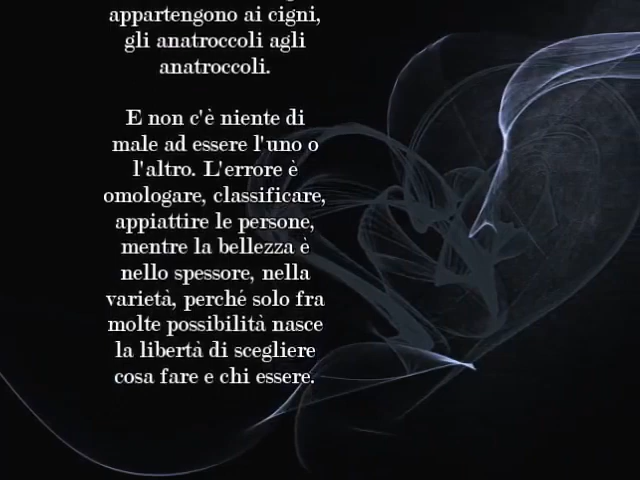 appartengono ai cigni,
gli anatroccoli agli
anatroccoli.
E non c'è niente di
male ad essere l'uno o
l'altro. L'errore è
omologare, classificare,
appiattire le persone,
mentre la bellezza è
nello spessore, nella
varietà, perché solo fra
molte possibilità nasce
la libertà di scegliere
cosa fare e chi essere.